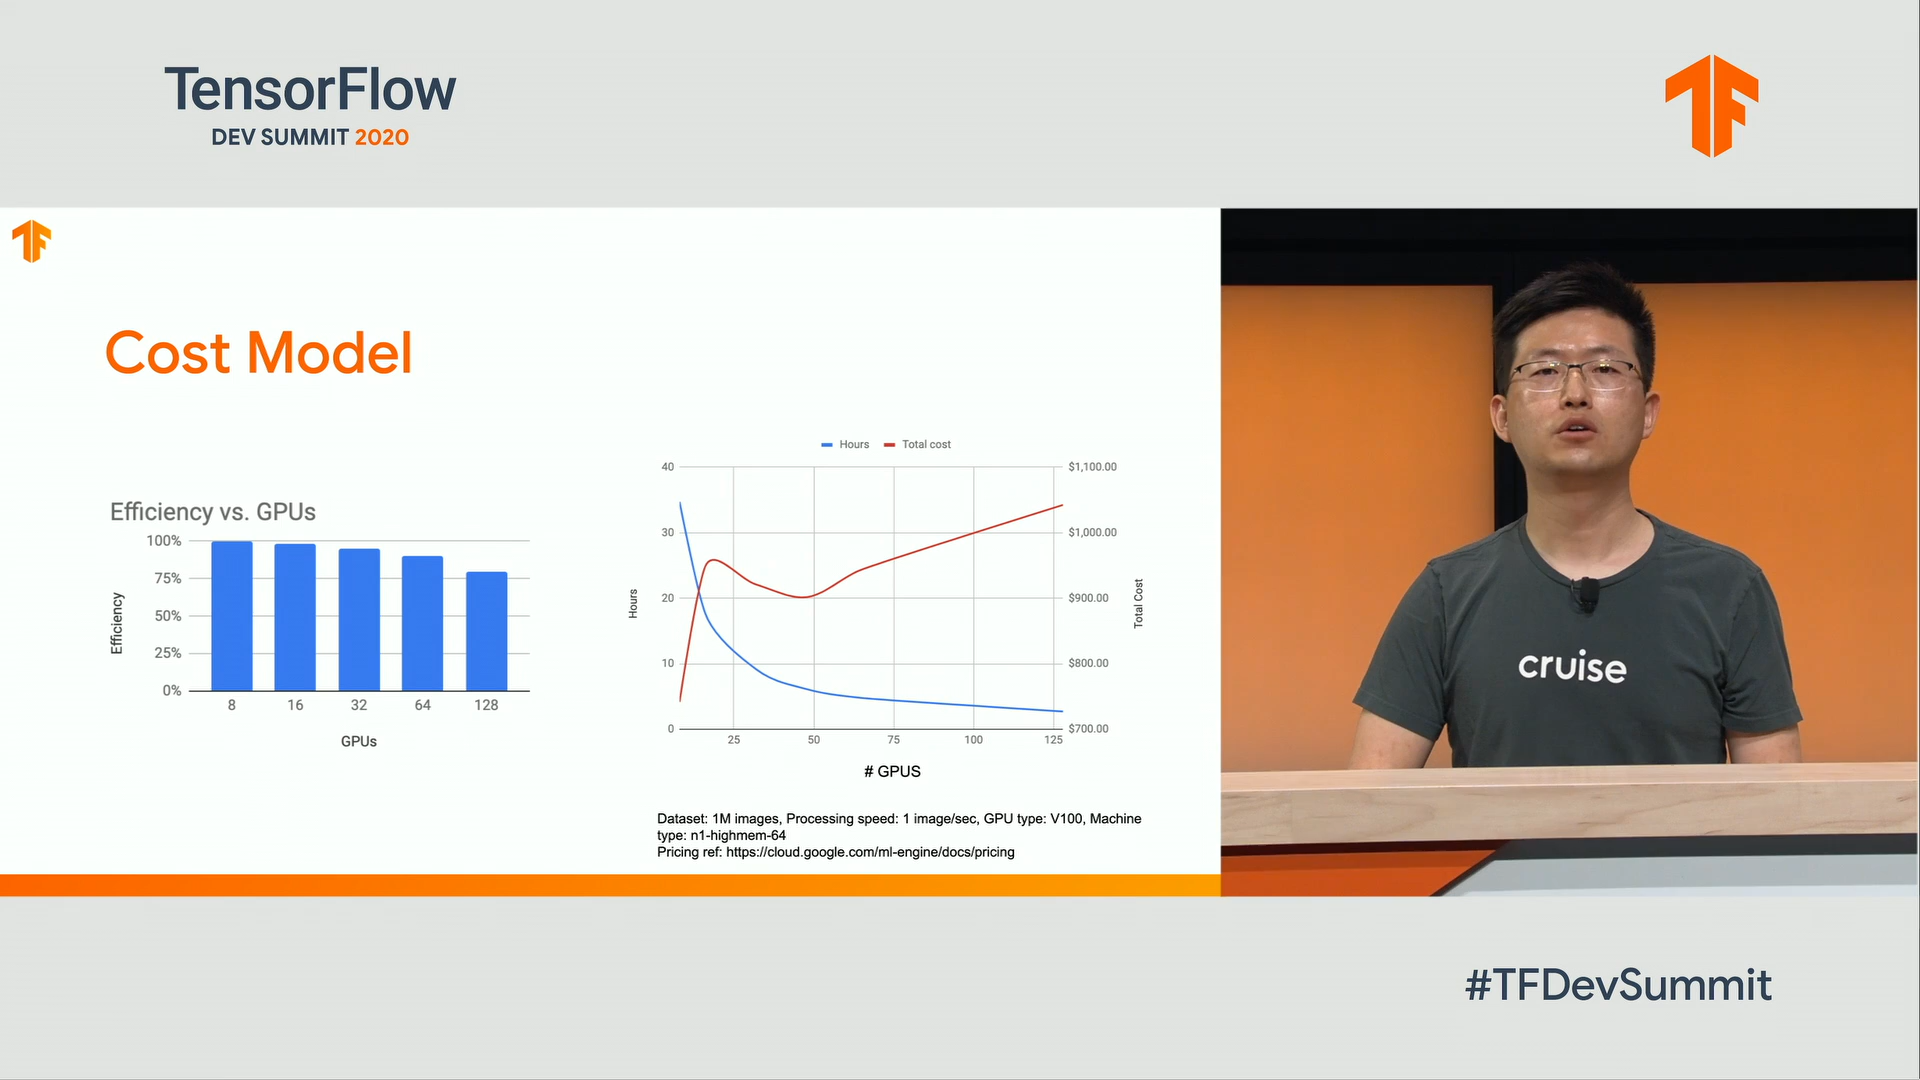 TensorFlow
DEV SUMMIT 2020
Cost Model
Efficiency vs. GPUs
100%
75%
50%
25%
0%
Efficiency
8 16 32 64 128
GPUs
Hours Total cost
40
30
20
10
0
Hours
$1,100.00
$1,000.00
$900.00
$800.00
$700.00
Total Cost
25 50 75 100 125
# GPUS
Dataset: 1M images, Processing speed: 1 image/sec, GPU type: V100, Machine
type: n1-highmem-64
Pricing ref: https://cloud.google.com/ml-engine/docs/pricing
cruise
#TFDevSummit